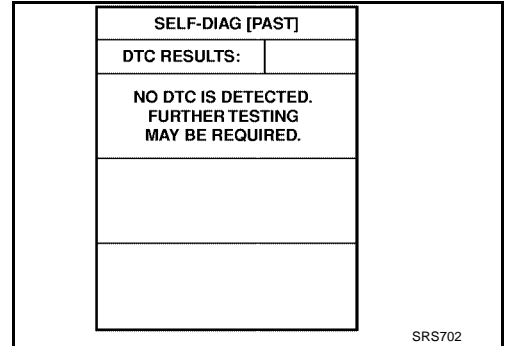 SELF-DIAG [PAST]
DTC RESULTS:
NO DTC IS DETECTED.
FURTHER TESTING
MAY BE REQUIRED.
SRS702